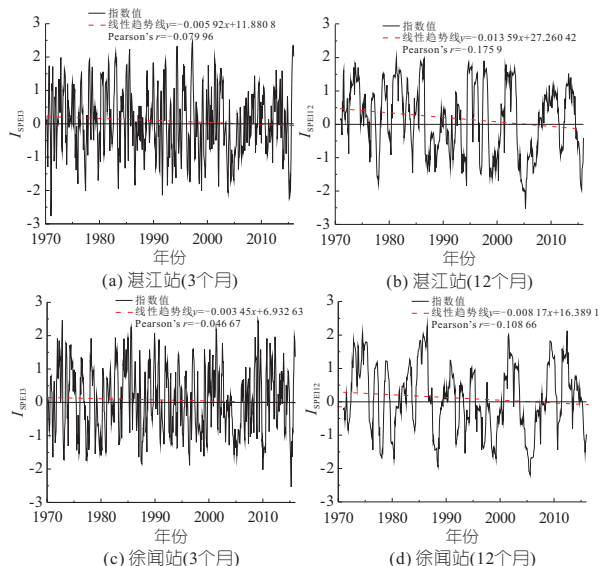 指数值
线性趋势线y=−0.005 92x+11.880 8
Pearson's r=−0.079 96
3
2
1
0
-1
-2
-3
I_SPEI3
1970 1980 1990 2000 2010
年份
(a) 湛江站(3个月)
指数值
线性趋势线y=−0.013 59x+27.260 42
Pearson's r=−0.175 9
3
2
1
0
-1
-2
-3
I_SPEI12
1970 1980 1990 2000 2010
年份
(b) 湛江站(12个月)
指数值
线性趋势线y=−0.003 45x+6.932 63
Pearson's r=−0.046 67
3
2
1
0
-1
-2
-3
I_SPEI3
1970 1980 1990 2000 2010
年份
(c) 徐闻站(3个月)
指数值
线性趋势线y=−0.008 17x+16.389 1
Pearson's r=−0.108 66
3
2
1
0
-1
-2
-3
I_SPEI12
1970 1980 1990 2000 2010
年份
(d) 徐闻站(12个月)